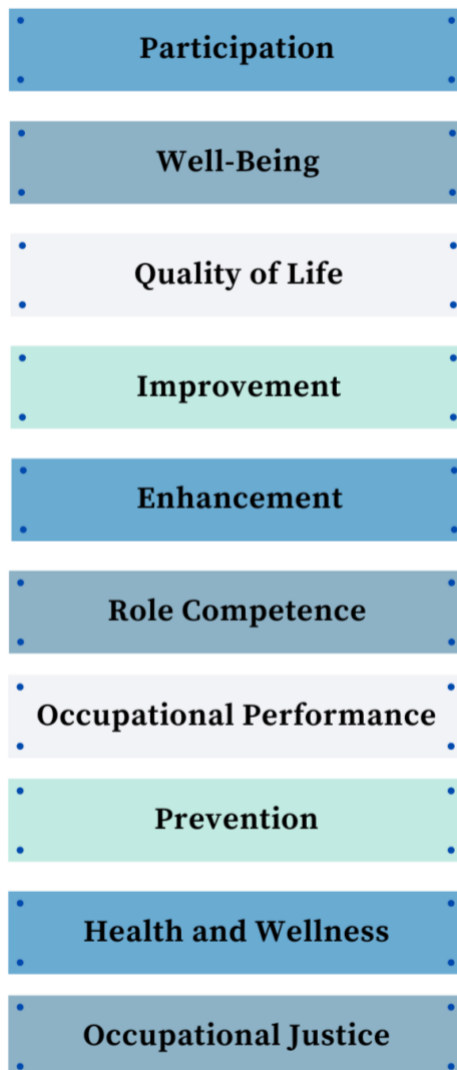 Participation
Well-Being
Quality of Life
Improvement
Enhancement
Role Competence
Occupational Performance
Prevention
Health and Wellness
Occupational Justice